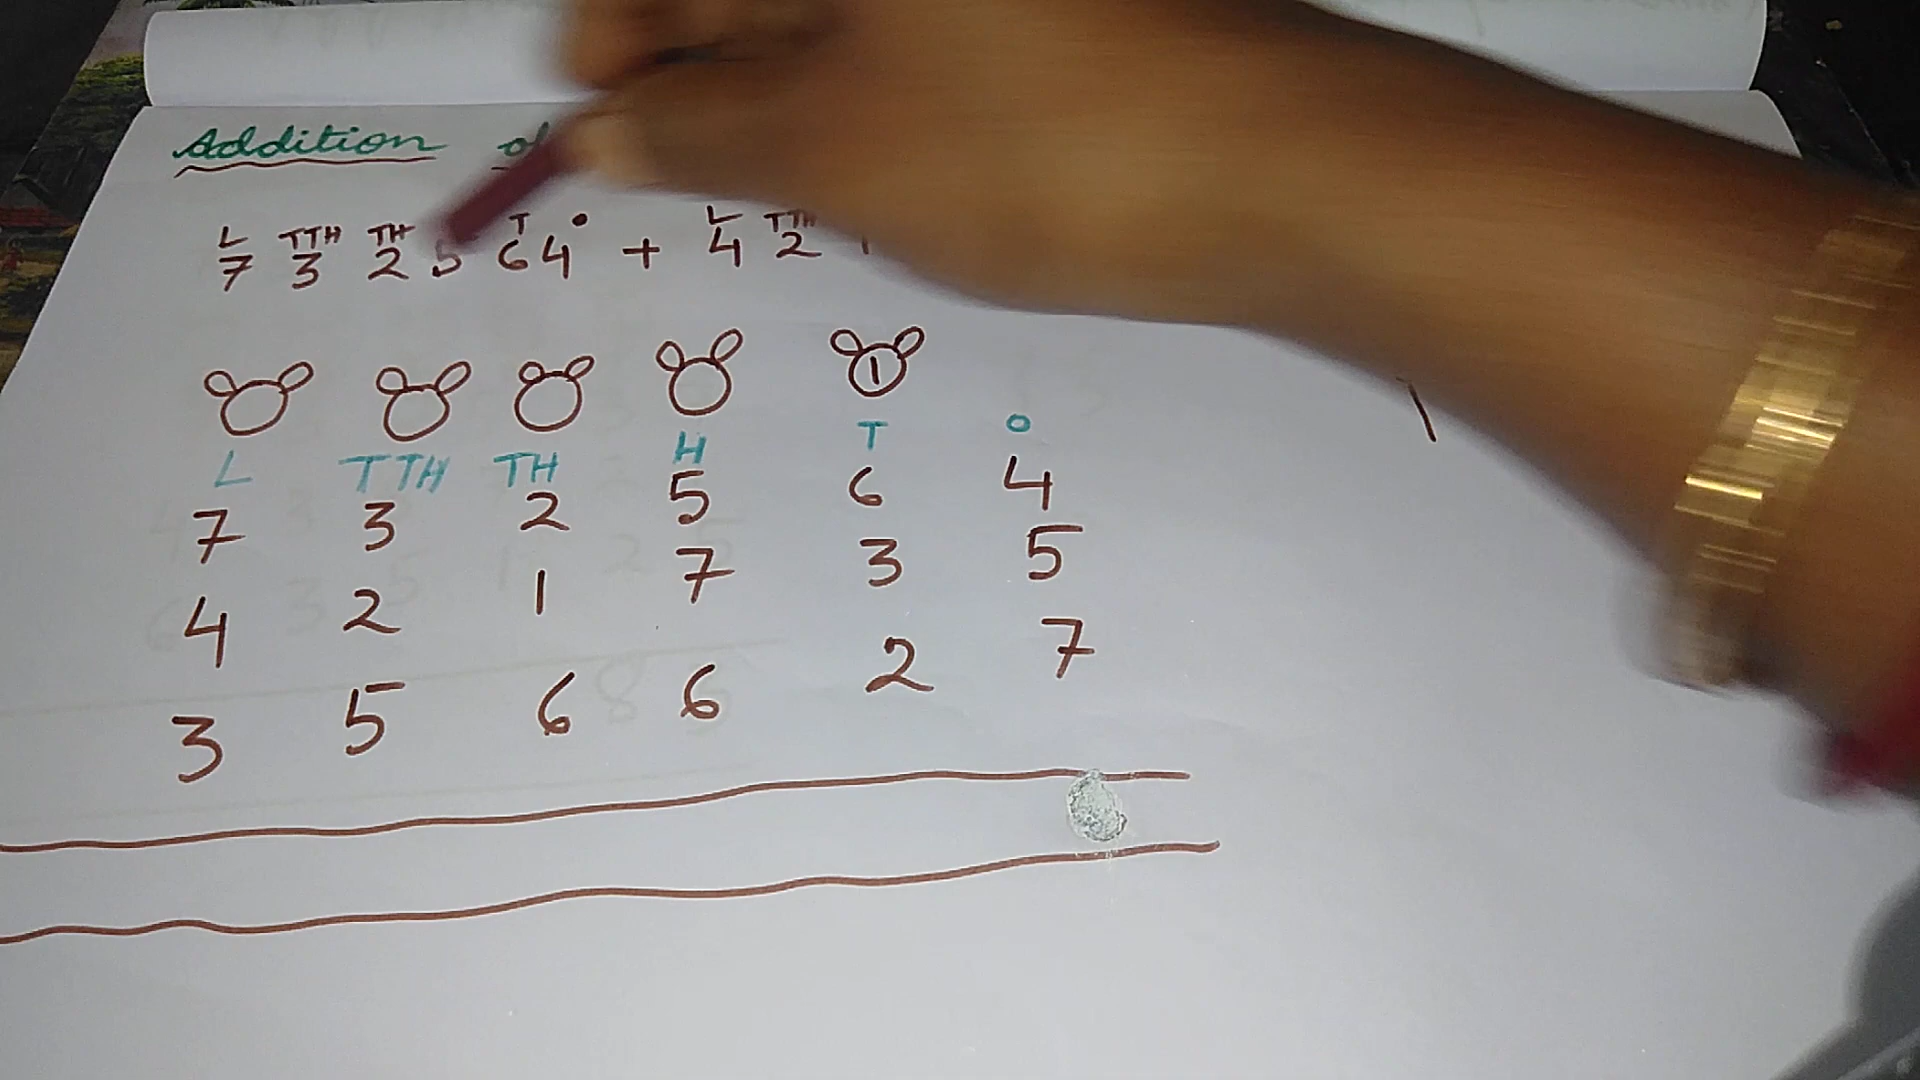 Addition
L TTH TH T O L TTH
7 3 2 5 6 4 + 4 2
1
L TTH TH H T O
7 3 2 5 6 4
4 2 1 7 3 5
3 5 6 6 2 7